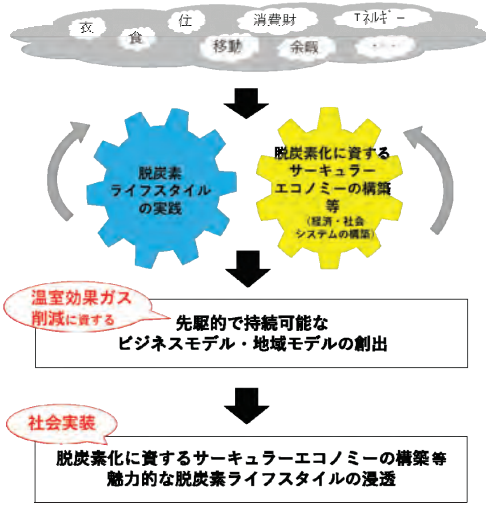 衣
食
住
消費財
エネルギー
移動
余暇
・・・
脱炭素
ライフスタイル
の実践
脱炭素化に資する
サーキュラー
エコノミーの構築
等
(経済・社会
システムの構築)
温室効果ガス
削減に資する
先駆的で持続可能な
ビジネスモデル・地域モデルの創出
社会実装
脱炭素化に資するサーキュラーエコノミーの構築等
魅力的な脱炭素ライフスタイルの浸透